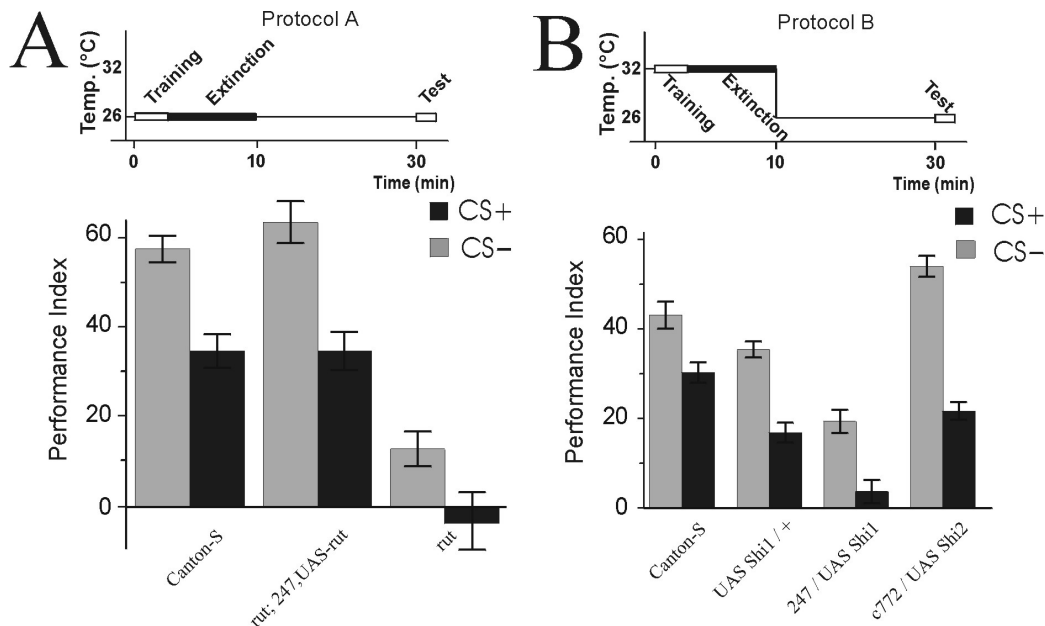 A
Protocol A
Temp. (°C)
32
26
Training
Extinction
Test
0
10
30
Time (min)
CS+
CS−
Performance Index
60
40
20
0
Canton-S
rut; 247, UAS-rut
rut
B
Protocol B
Temp. (°C)
32
26
Training
Extinction
Test
0
10
30
Time (min)
CS+
CS−
Performance Index
60
40
20
0
Canton-S
UAS Shi1 / +
247 / UAS Shi1
c772 / UAS Shi2